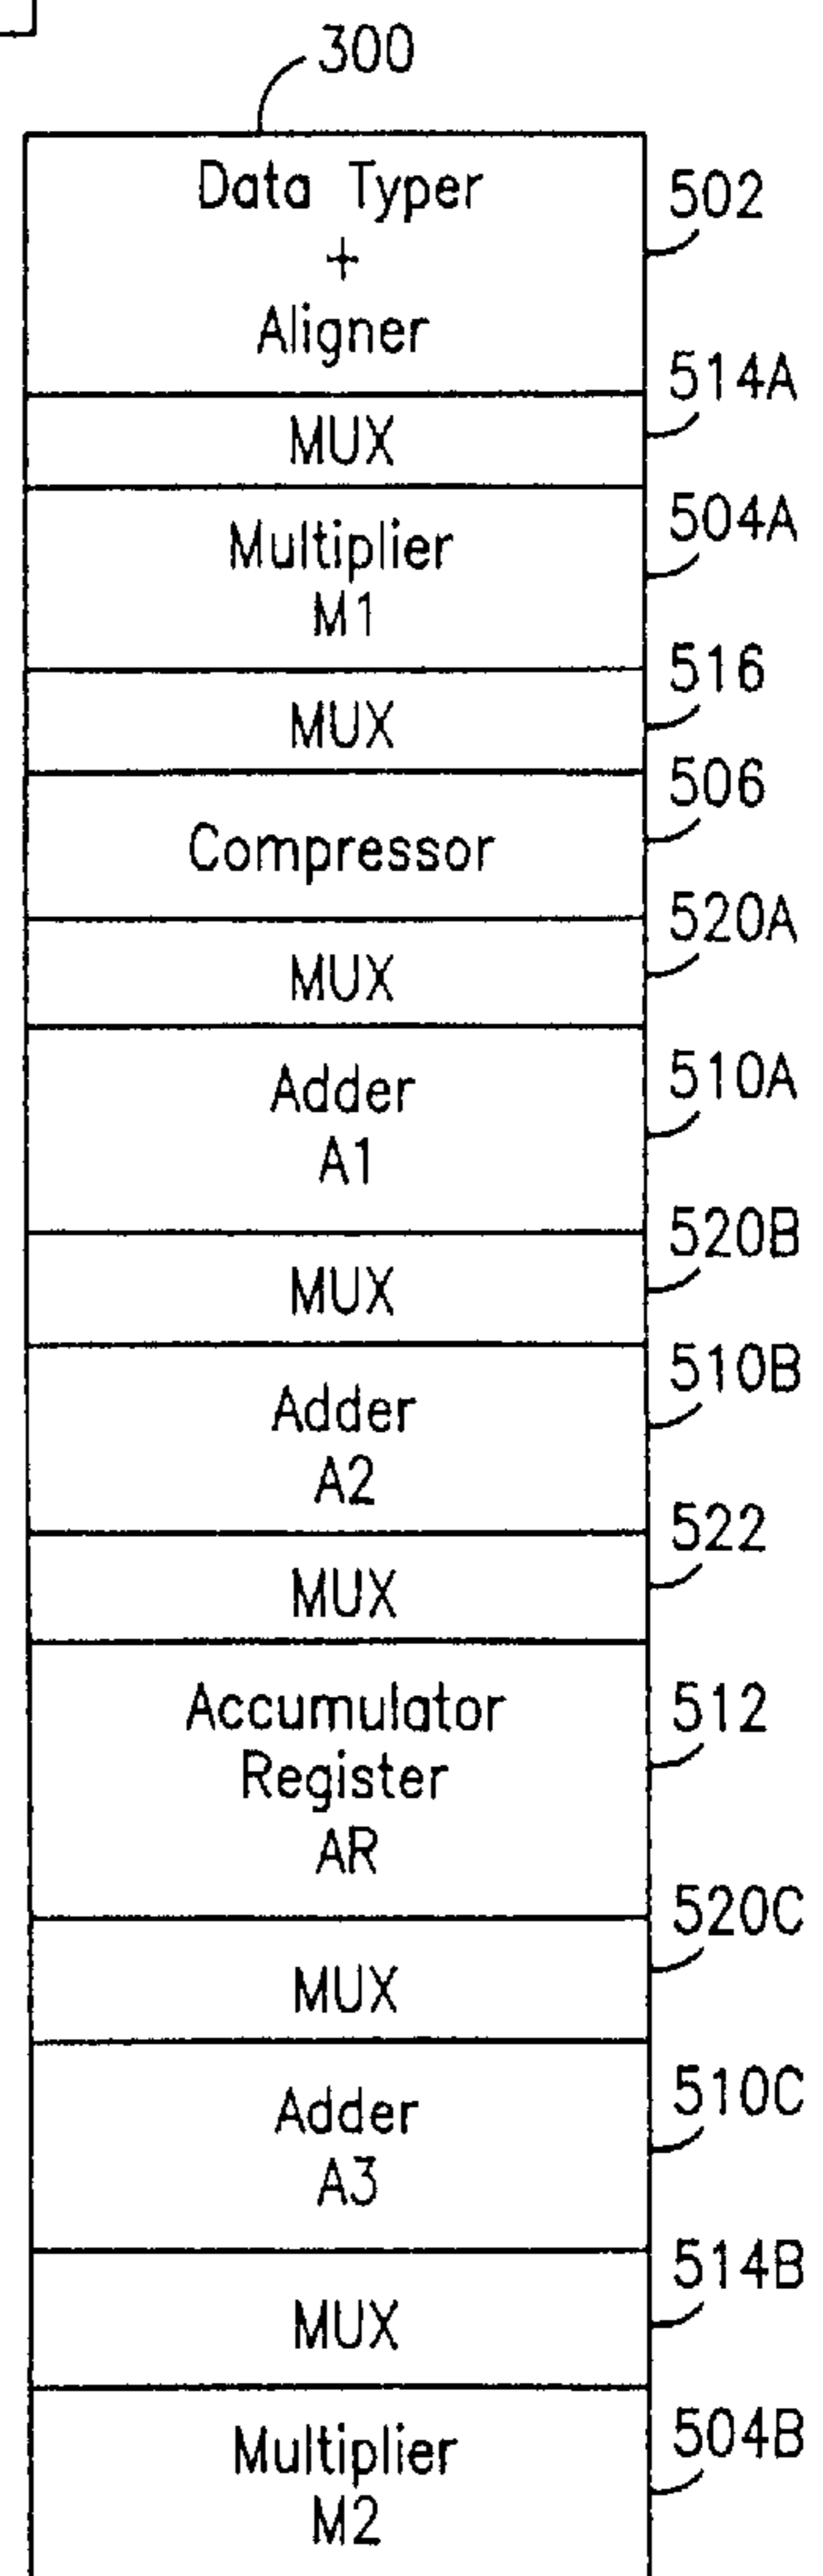 300
Data Typer
+
Aligner
502
MUX
514A
Multiplier
M1
504A
MUX
516
Compressor
506
MUX
520A
Adder
A1
510A
MUX
520B
Adder
A2
510B
MUX
522
Accumulator
Register
AR
512
MUX
520C
Adder
A3
510C
MUX
514B
Multiplier
M2
504B